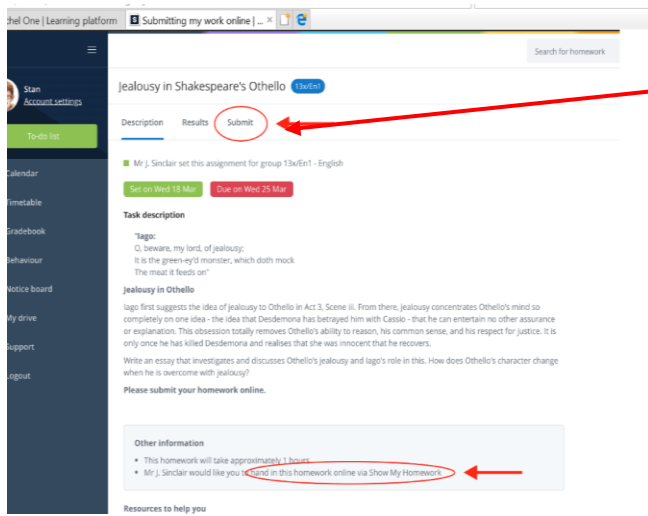 chel One | Learning platform
Submitting my work online | ... ×
Search for homework
Stan
Account settings
To-do list
Calendar
Timetable
Gradebook
Behaviour
Notice board
My drive
Support
Logout
Jealousy in Shakespeare's Othello 13x/En1
Description Results Submit
Mr J. Sinclair set this assignment for group 13x/En1 - English
Set on Wed 18 Mar Due on Wed 25 Mar
Task description
"Iago:
O, beware, my lord, of jealousy;
It is the green-ey'd monster, which doth mock
The meat it feeds on"
Jealousy in Othello
Iago first suggests the idea of jealousy to Othello in Act 3, Scene iii. From there, jealousy concentrates Othello's mind so
completely on one idea - the idea that Desdemona has betrayed him with Cassio - that he can entertain no other assurance
or explanation. This obsession totally removes Othello's ability to reason, his common sense, and his respect for justice. It is
only once he has killed Desdemona and realises that she was innocent that he recovers.
Write an essay that investigates and discusses Othello's jealousy and Iago's role in this. How does Othello's character change
when he is overcome with jealousy?
Please submit your homework online.
Other information
• This homework will take approximately 1 hours
• Mr J. Sinclair would like you to hand in this homework online via Show My Homework
Resources to help you